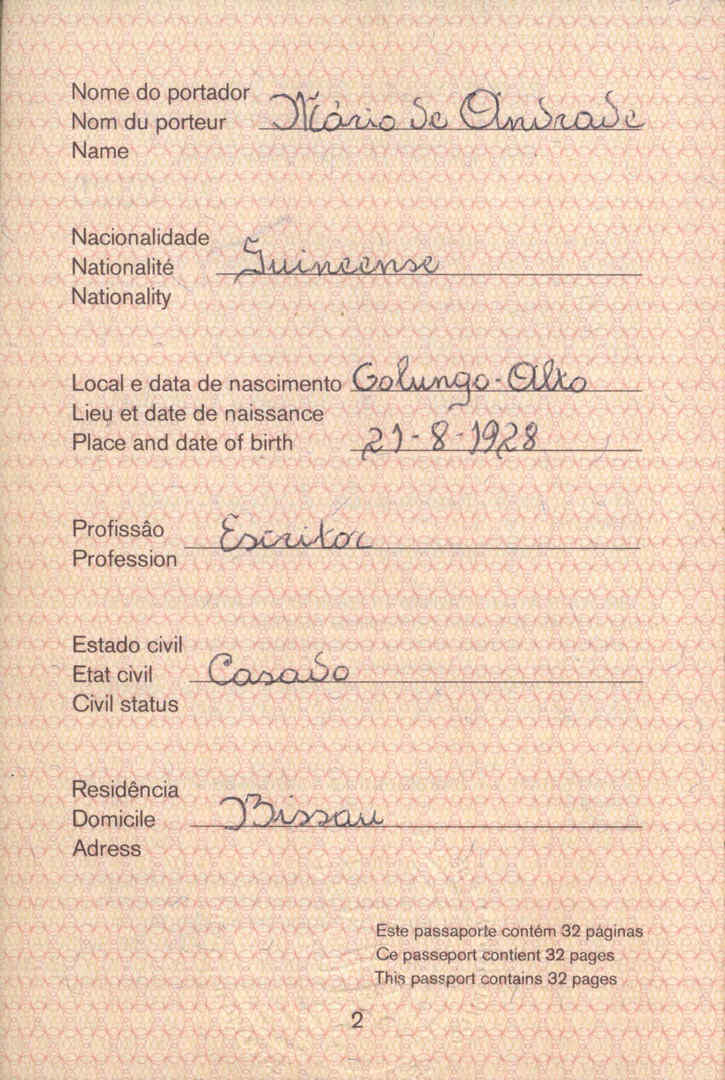 Nome do portador
Nom du porteur Mário de Andrade
Name
Nacionalidade
Nationalité Guineense
Nationality
Local e data de nascimento Golungo-Alto
Lieu et date de naissance
Place and date of birth 21-8-1928
Profissâo Escritor
Profession
Estado civil
Etat civil Casado
Civil status
Residência
Domicile Bissau
Adress
Este passaporte contém 32 páginas
Ce passeport contient 32 pages
This passport contains 32 pages
2